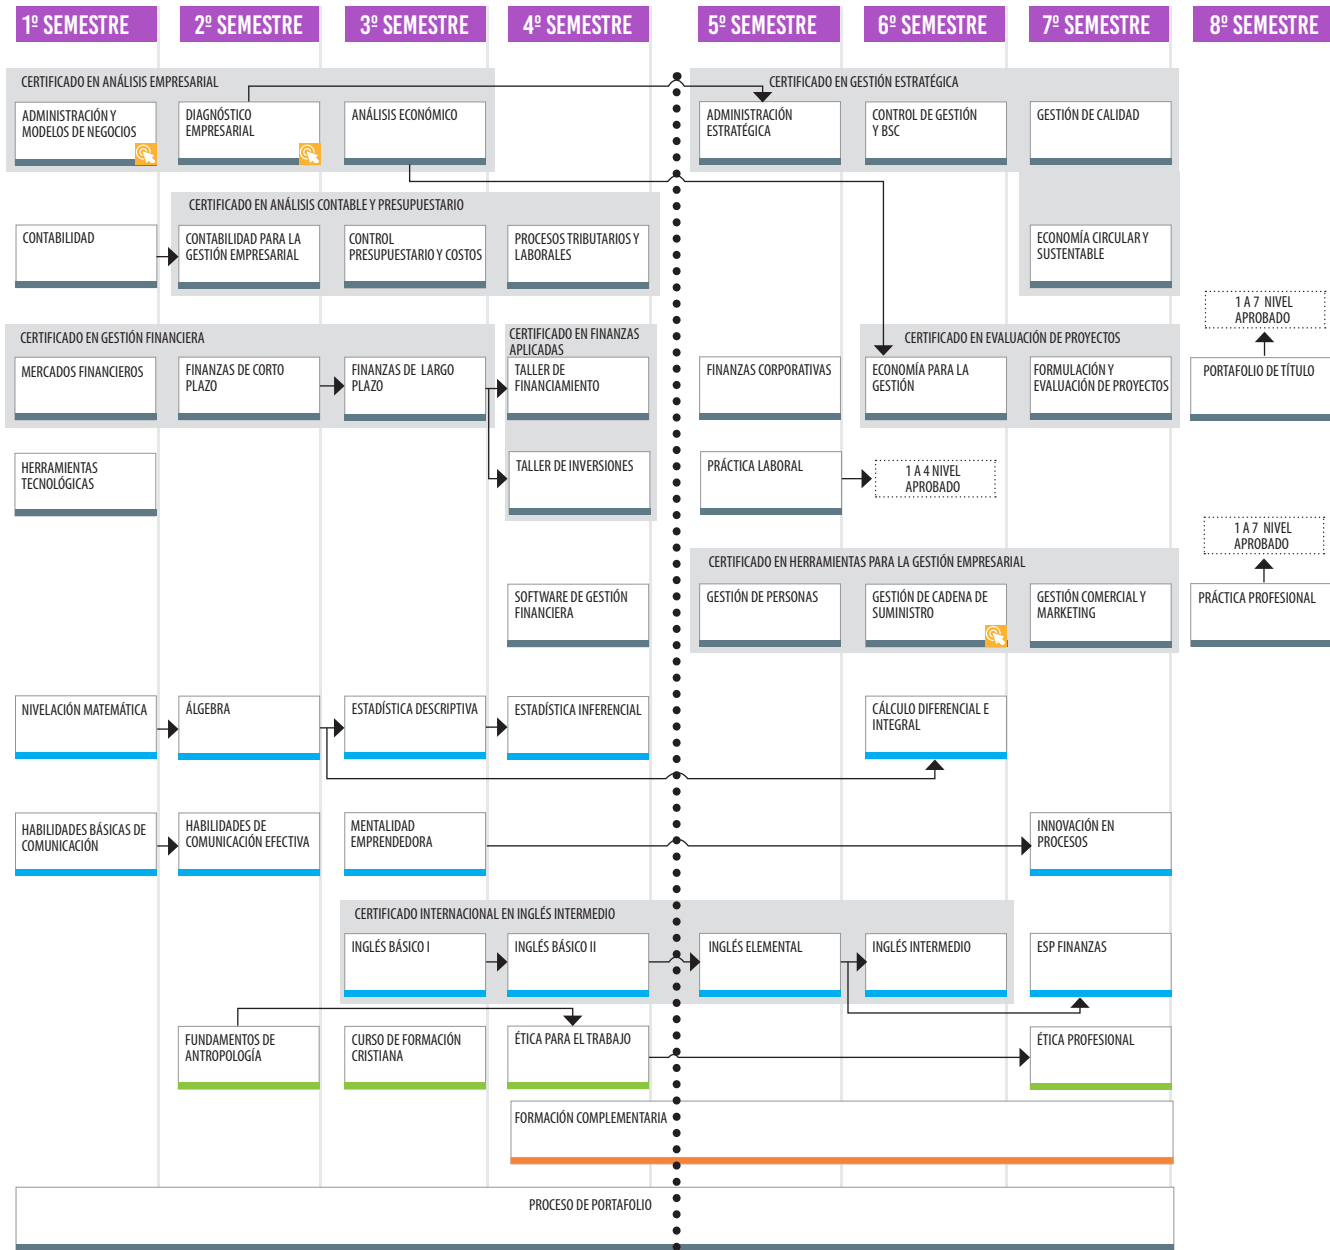 1º SEMESTRE
2º SEMESTRE
3º SEMESTRE
4º SEMESTRE
5º SEMESTRE
6º SEMESTRE
7º SEMESTRE
8º SEMESTRE
CERTIFICADO EN ANÁLISIS EMPRESARIAL
CERTIFICADO EN GESTIÓN ESTRATÉGICA
ADMINISTRACIÓN Y
MODELOS DE NEGOCIOS
DIAGNÓSTICO
EMPRESARIAL
ANÁLISIS ECONÓMICO
ADMINISTRACIÓN
ESTRATÉGICA
CONTROL DE GESTIÓN
Y BSC
GESTIÓN DE CALIDAD
CERTIFICADO EN ANÁLISIS CONTABLE Y PRESUPUESTARIO
CONTABILIDAD
CONTABILIDAD PARA LA
GESTIÓN EMPRESARIAL
CONTROL
PRESUPUESTARIO Y COSTOS
PROCESOS TRIBUTARIOS Y
LABORALES
ECONOMÍA CIRCULAR Y
SUSTENTABLE
1 A 7 NIVEL
APROBADO
CERTIFICADO EN GESTIÓN FINANCIERA
CERTIFICADO EN FINANZAS
APLICADAS
CERTIFICADO EN EVALUACIÓN DE PROYECTOS
MERCADOS FINANCIEROS
FINANZAS DE CORTO
PLAZO
FINANZAS DE LARGO
PLAZO
TALLER DE
FINANCIAMIENTO
FINANZAS CORPORATIVAS
ECONOMÍA PARA LA
GESTIÓN
FORMULACIÓN Y
EVALUACIÓN DE PROYECTOS
PORTAFOLIO DE TÍTULO
HERRAMIENTAS
TECNOLÓGICAS
TALLER DE INVERSIONES
PRÁCTICA LABORAL
1 A 4 NIVEL
APROBADO
1 A 7 NIVEL
APROBADO
CERTIFICADO EN HERRAMIENTAS PARA LA GESTIÓN EMPRESARIAL
SOFTWARE DE GESTIÓN
FINANCIERA
GESTIÓN DE PERSONAS
GESTIÓN DE CADENA DE
SUMINISTRO
GESTIÓN COMERCIAL Y
MARKETING
PRÁCTICA PROFESIONAL
NIVELACIÓN MATEMÁTICA
ÁLGEBRA
ESTADÍSTICA DESCRIPTIVA
ESTADÍSTICA INFERENCIAL
CÁLCULO DIFERENCIAL E
INTEGRAL
HABILIDADES BÁSICAS DE
COMUNICACIÓN
HABILIDADES DE
COMUNICACIÓN EFECTIVA
MENTALIDAD
EMPRENDEDORA
INNOVACIÓN EN
PROCESOS
CERTIFICADO INTERNACIONAL EN INGLÉS INTERMEDIO
INGLÉS BÁSICO I
INGLÉS BÁSICO II
INGLÉS ELEMENTAL
INGLÉS INTERMEDIO
ESP FINANZAS
FUNDAMENTOS DE
ANTROPOLOGÍA
CURSO DE FORMACIÓN
CRISTIANA
ÉTICA PARA EL TRABAJO
ÉTICA PROFESIONAL
FORMACIÓN COMPLEMENTARIA
PROCESO DE PORTAFOLIO